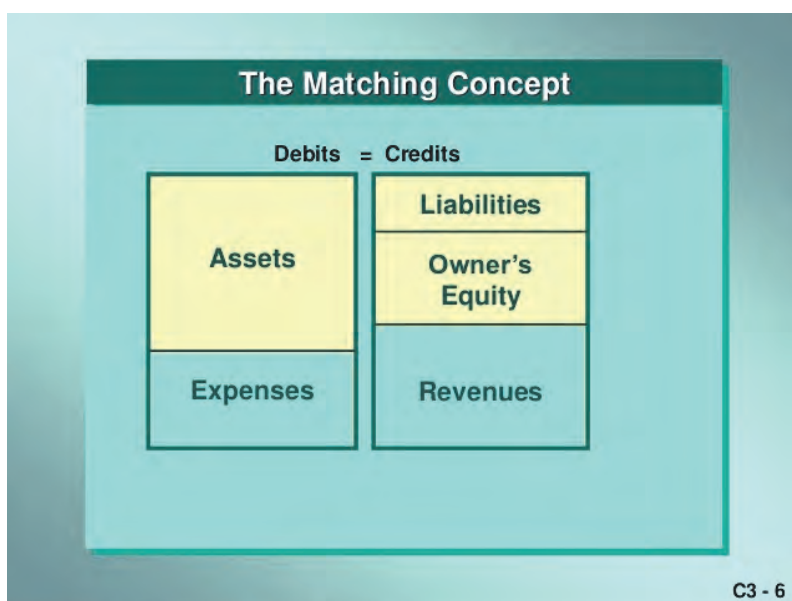 The Matching Concept
Debits = Credits
Assets
Expenses
Liabilities
Owner's
Equity
Revenues
C3 - 6